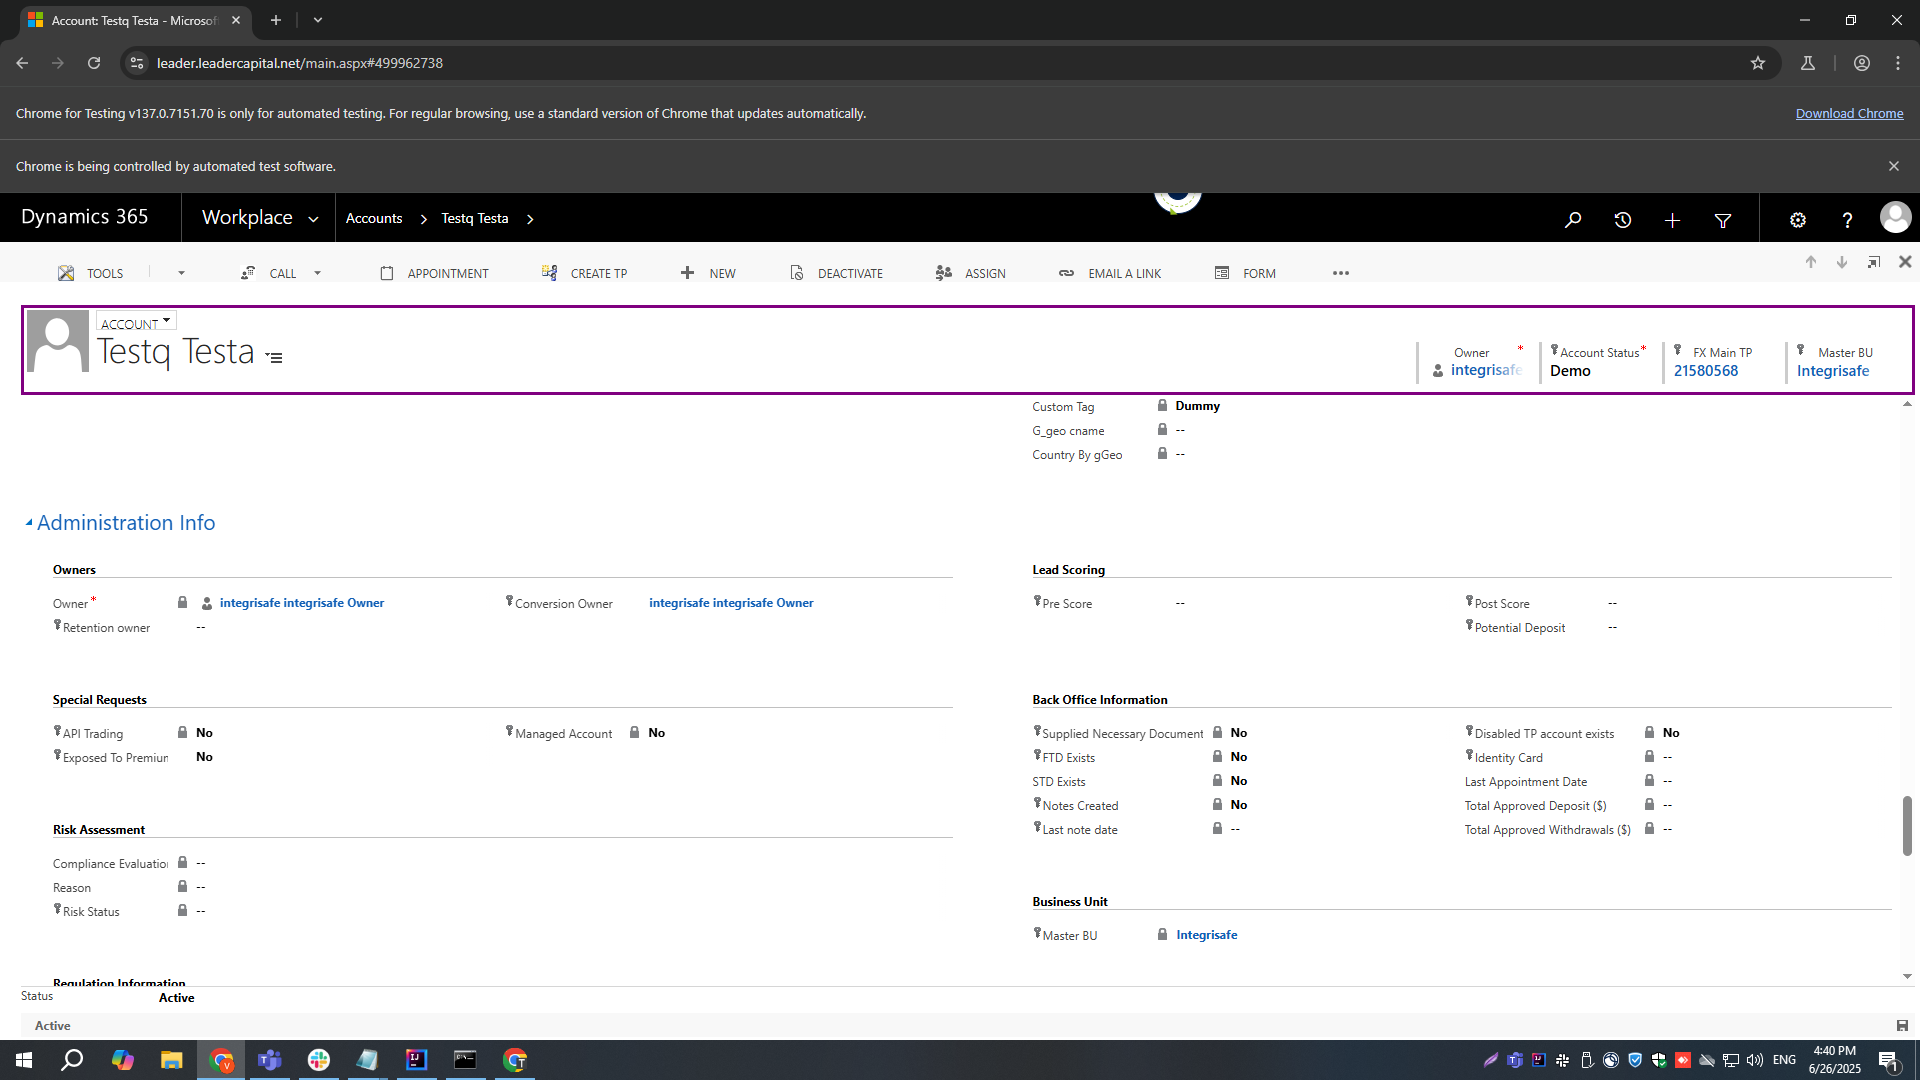 Account: Testq Testa - Microsof
leader.leadercapital.net/main.aspx#499962738
Chrome for Testing v137.0.7151.70 is only for automated testing. For regular browsing, use a standard version of Chrome that updates automatically.
Download Chrome
Chrome is being controlled by automated test software.
Dynamics 365
Workplace
Accounts
Testq Testa
TOOLS
CALL
APPOINTMENT
CREATE TP
NEW
DEACTIVATE
ASSIGN
EMAIL A LINK
FORM
ACCOUNT
Testq Testa
Owner *
integrisafe
Account Status *
Demo
FX Main TP
21580568
Master BU
Integrisafe
Custom Tag Dummy
G_geo cname --
Country By gGeo --
Administration Info
Owners
Owner * integrisafe integrisafe Owner
Conversion Owner integrisafe integrisafe Owner
Retention owner --
Lead Scoring
Pre Score --
Post Score --
Potential Deposit --
Special Requests
API Trading No
Managed Account No
Exposed To Premiun No
Back Office Information
Supplied Necessary Document No
Disabled TP account exists No
FTD Exists No
Identity Card --
STD Exists No
Last Appointment Date --
Notes Created No
Total Approved Deposit ($) --
Last note date --
Total Approved Withdrawals ($) --
Risk Assessment
Compliance Evaluatio --
Reason --
Risk Status --
Business Unit
Master BU Integrisafe
Regulation Information
Status Active
Active
ENG
4:40 PM
6/26/2025
1